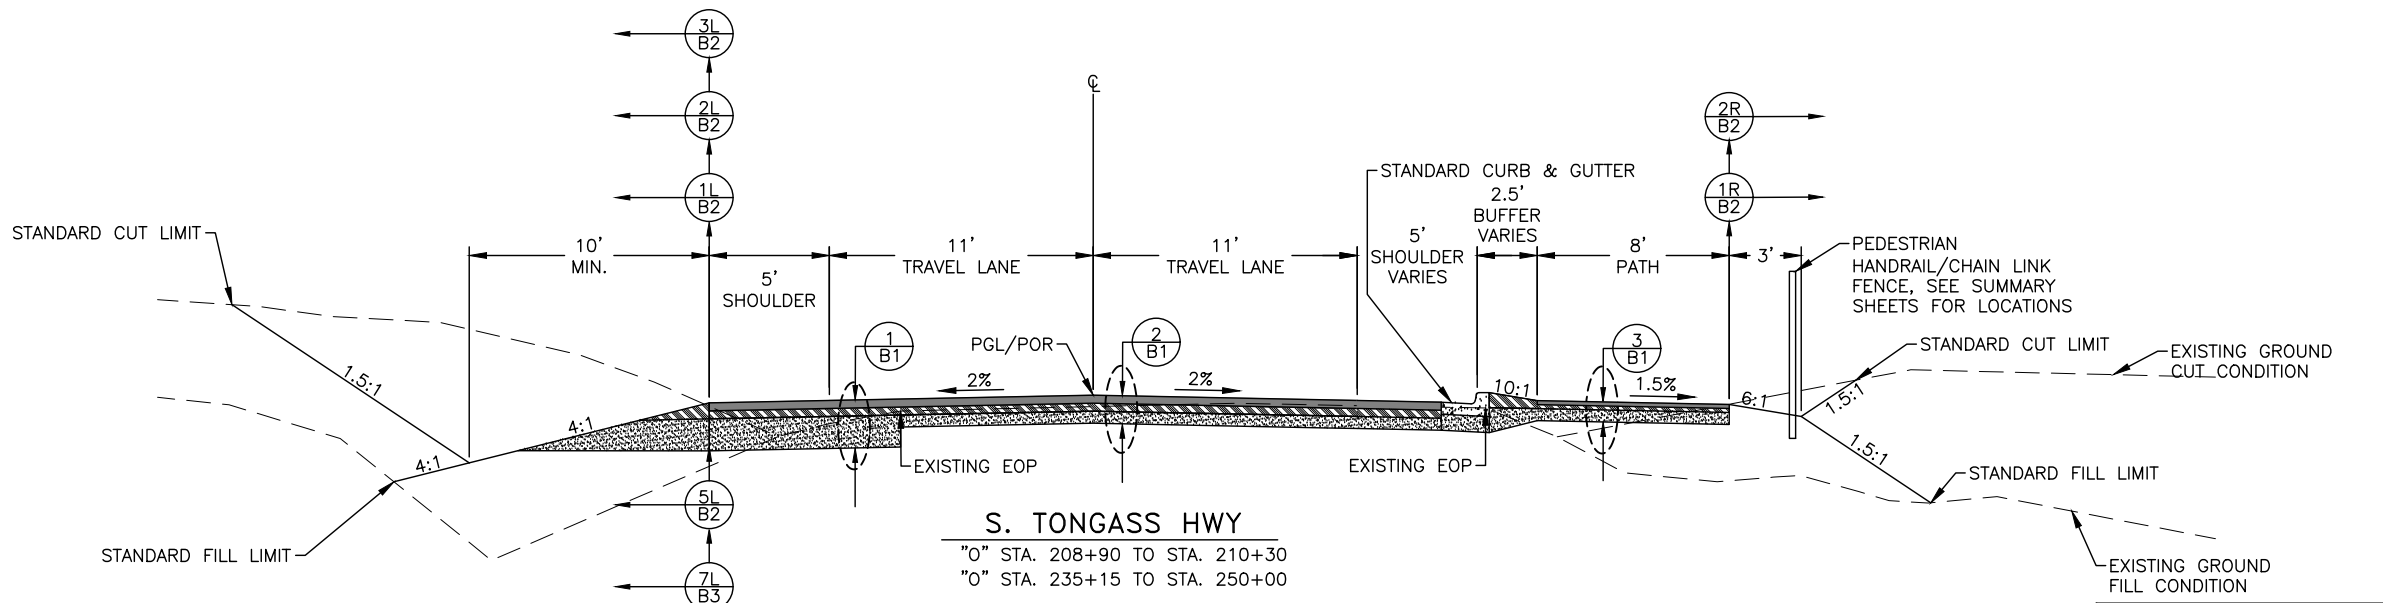 3L
B2
2L
B2
1L
B2
℄
2R
B2
1R
B2
STANDARD CURB & GUTTER
2.5'
BUFFER
VARIES
STANDARD CUT LIMIT
10'
MIN.
5'
SHOULDER
11'
TRAVEL LANE
11'
TRAVEL LANE
5'
SHOULDER
VARIES
8'
PATH
3'
PEDESTRIAN
HANDRAIL/CHAIN LINK
FENCE, SEE SUMMARY
SHEETS FOR LOCATIONS
1
B1
PGL/POR
2
B1
3
B1
STANDARD CUT LIMIT
EXISTING GROUND
CUT CONDITION
1.5:1
2%
2%
10:1
1.5%
6:1
1.5:1
4:1
4:1
EXISTING EOP
EXISTING EOP
1.5:1
STANDARD FILL LIMIT
5L
B2
S. TONGASS HWY
"O" STA. 208+90 TO STA. 210+30
"O" STA. 235+15 TO STA. 250+00
STANDARD FILL LIMIT
7L
B3
EXISTING GROUND
FILL CONDITION